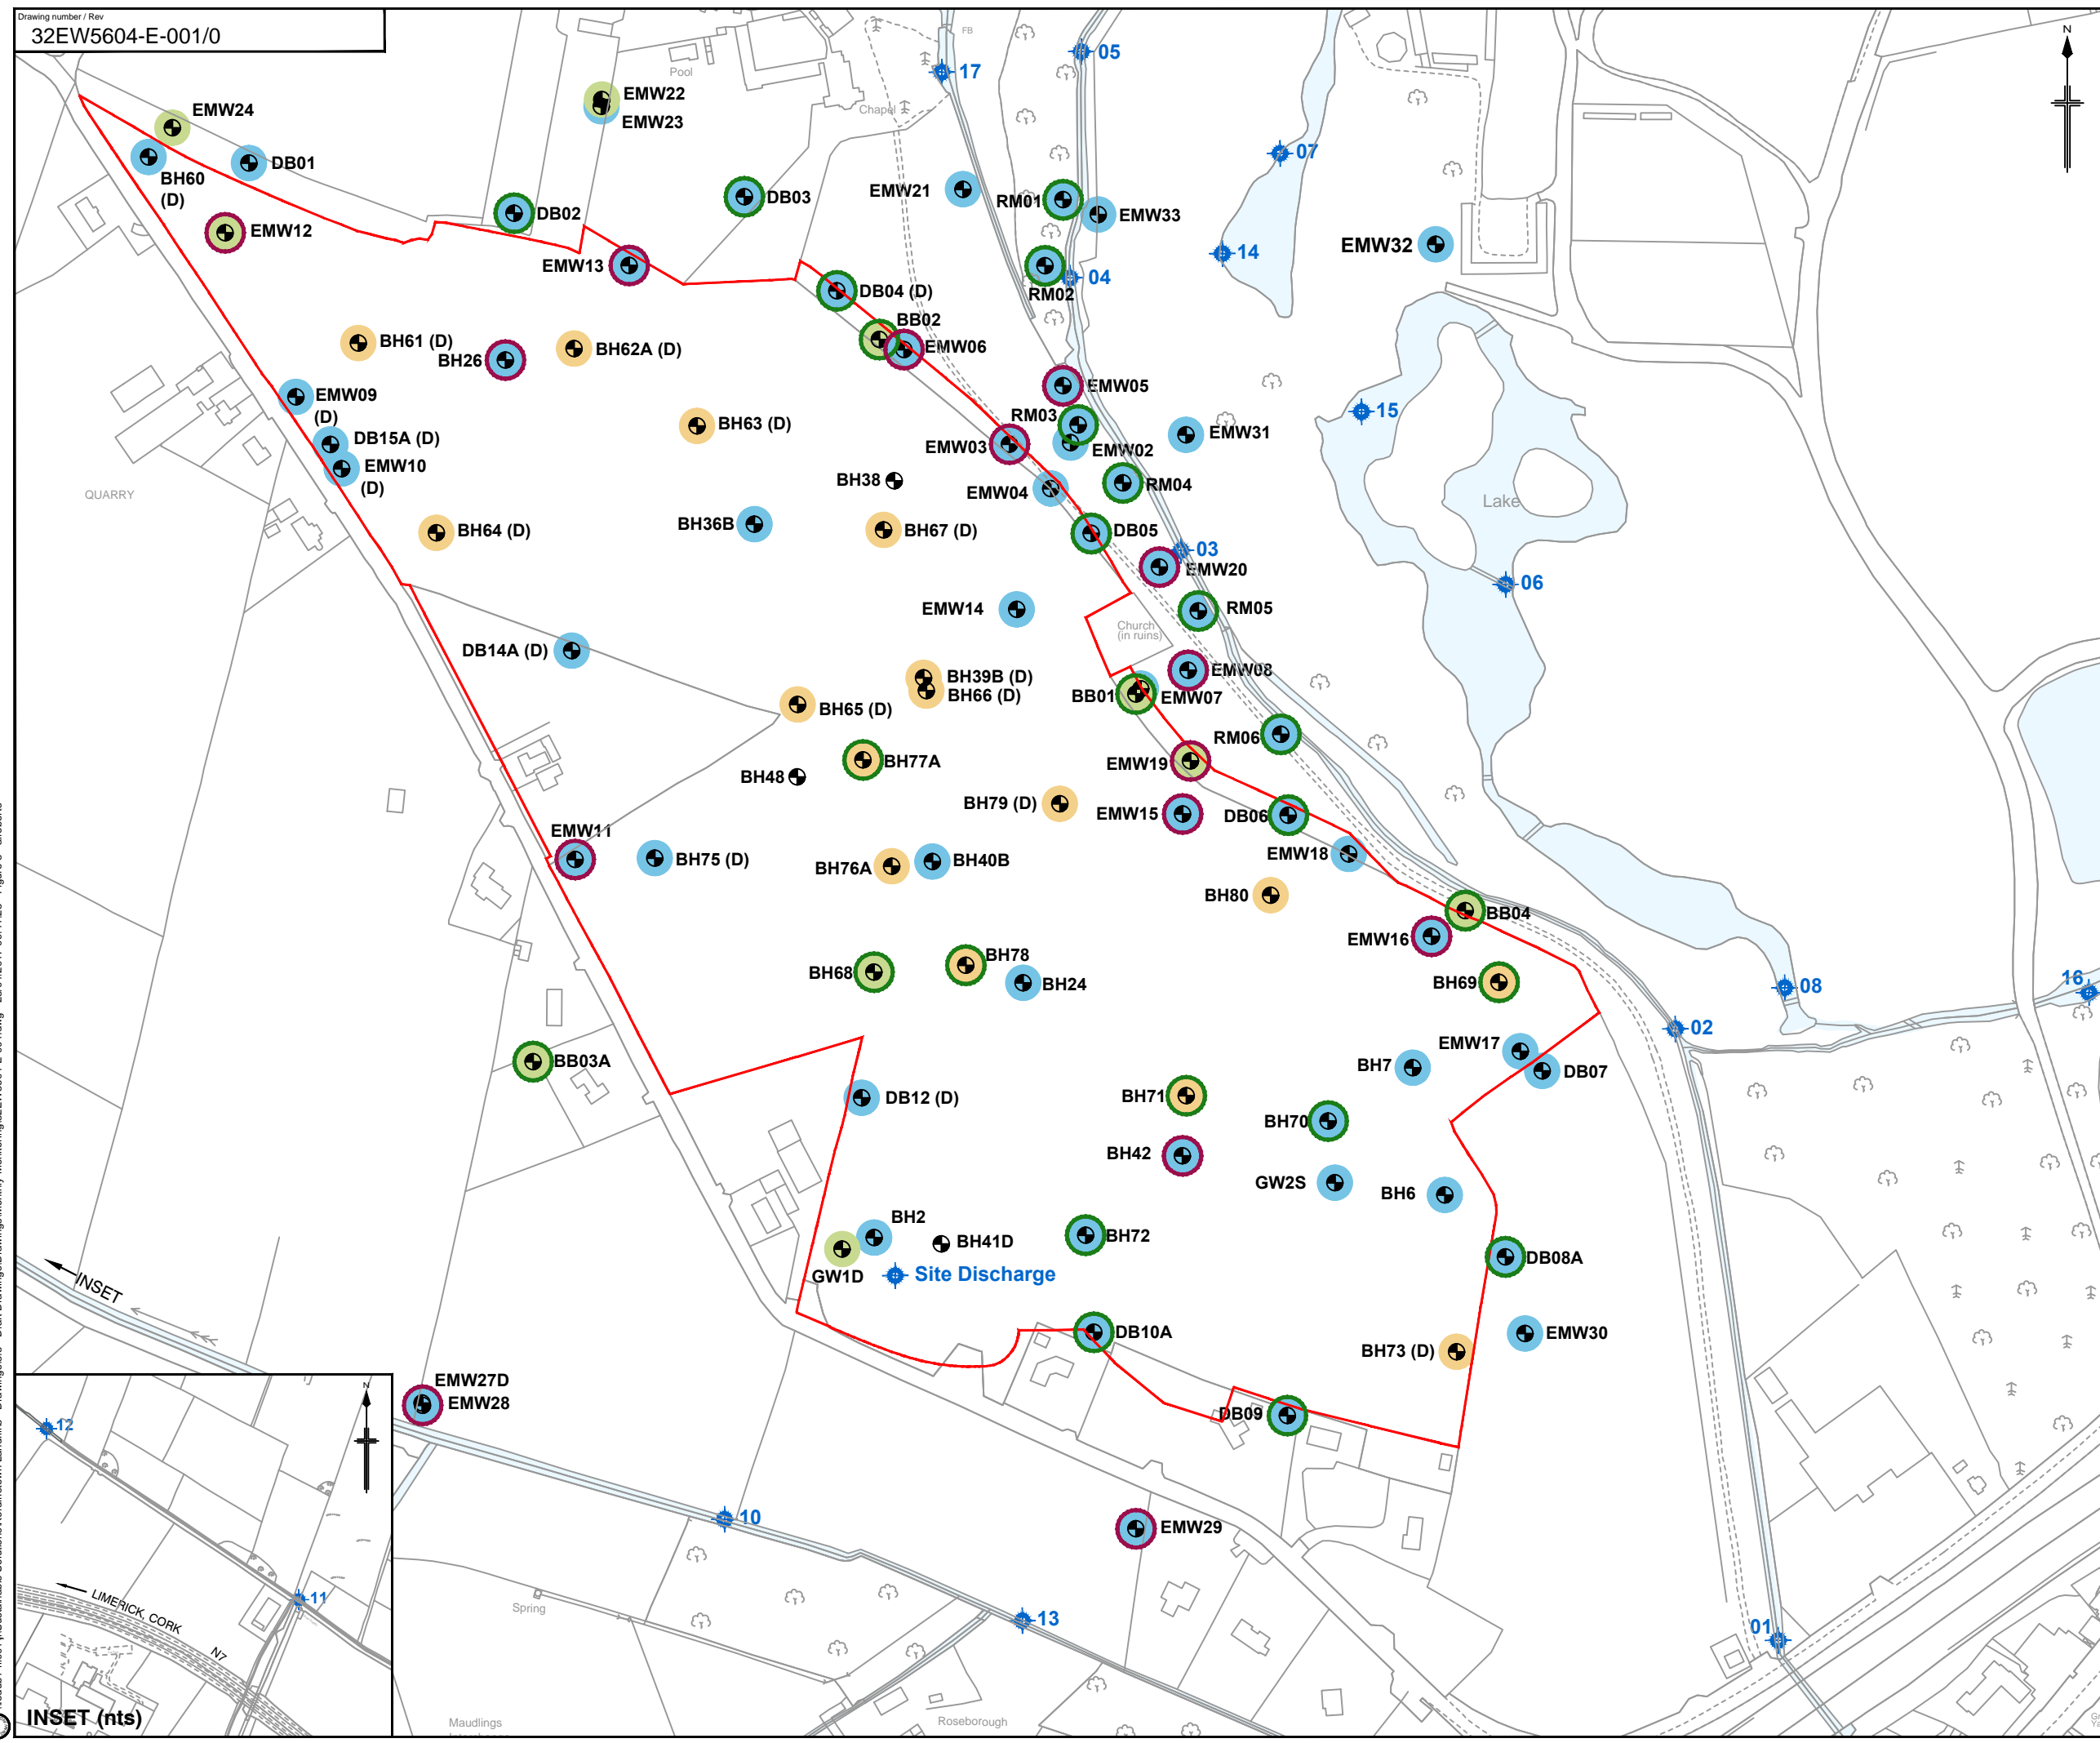 Drawing number / Rev
32EW5604-E-001/0
FB
05
17
Pool
EMW24
EMW22
Chapel
EMW23
07
DB01
BH60
(D)
EMW21
DB03
RM01
DB02
EMW33
EMW12
EMW32
14
EMW13
04
DB04 (D)
RM02
BB02
BH61 (D)
BH62A (D)
EMW06
BH26
EMW05
EMW09
(D)
15
RM03
BH63 (D)
DB15A (D)
EMW31
EMW03
EMW02
EMW10
(D)
BH38
RM04
EMW04
QUARRY
Lake
BH36B
BH64 (D)
BH67 (D)
DB05
03
EMW20
06
EMW14
RM05
Church
(in ruins)
DB14A (D)
EMW08
BH39B (D)
BH66 (D)
BB01
EMW07
BH65 (D)
RM06
BH77A
EMW19
BH48
BH79 (D)
EMW15
DB06
EMW11
EMW18
BH75 (D)
BH40B
BH76A
BH80
BB04
EMW16
BH78
BH68
BH24
BH69
16
08
02
EMW17
BB03A
BH7
DB07
DB12 (D)
BH71
BH70
BH42
GW2S
BH6
BH2
BH72
BH41D
DB08A
GW1D
Site Discharge
INSET
DB10A
EMW30
BH73 (D)
EMW27D
N
EMW28
DB09
12
10
EMW29
11
LIMERICK, CORK
Spring
13
01
N7
INSET (nts)
Maudlings
Roseborough